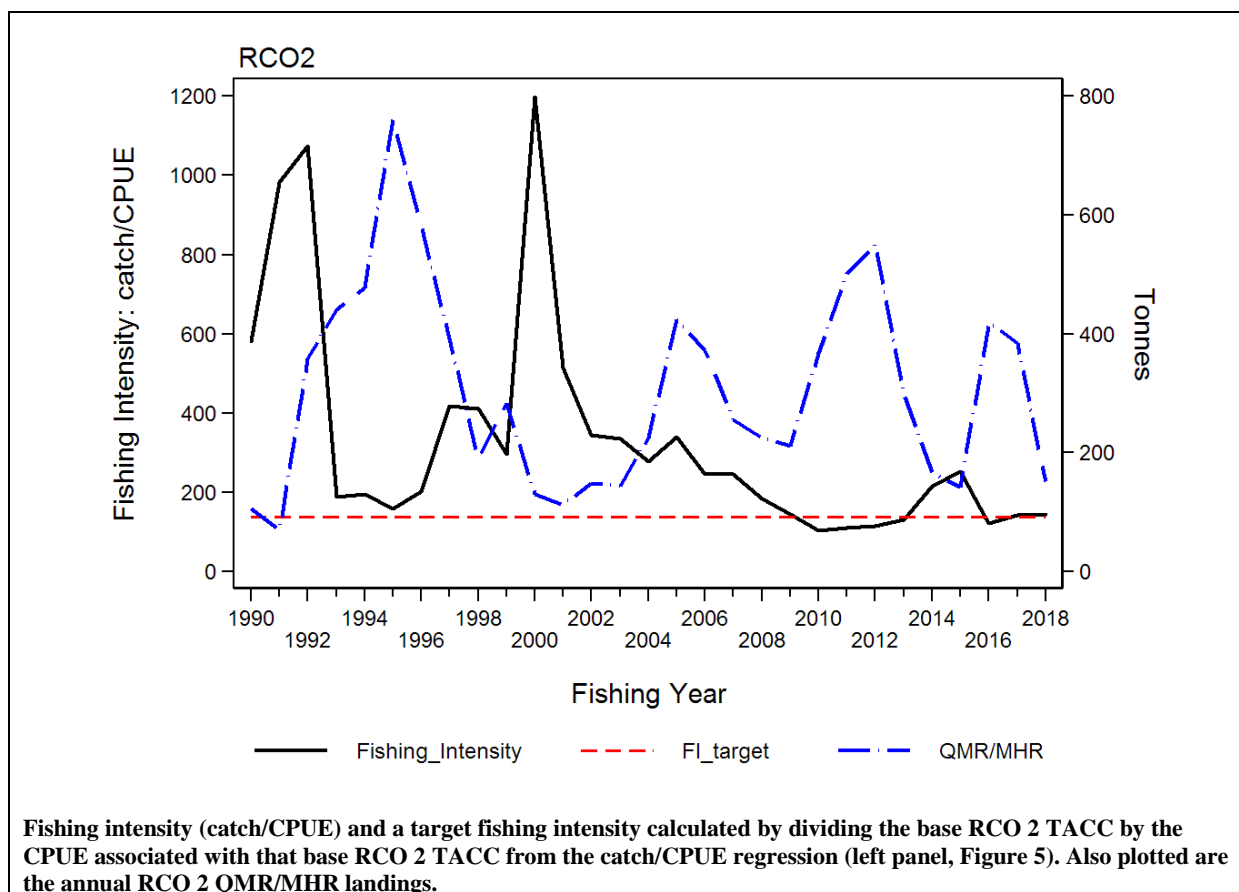 RCO2
1200
1000
800
600
400
200
0
Fishing Intensity: catch/CPUE
800
600
400
200
0
Tonnes
1990 1994 1998 2002 2006 2010 2014 2018
1992 1996 2000 2004 2008 2012 2016
Fishing Year
Fishing_Intensity FI_target QMR/MHR
Fishing intensity (catch/CPUE) and a target fishing intensity calculated by dividing the base RCO 2 TACC by the
CPUE associated with that base RCO 2 TACC from the catch/CPUE regression (left panel, Figure 5). Also plotted are
the annual RCO 2 QMR/MHR landings.